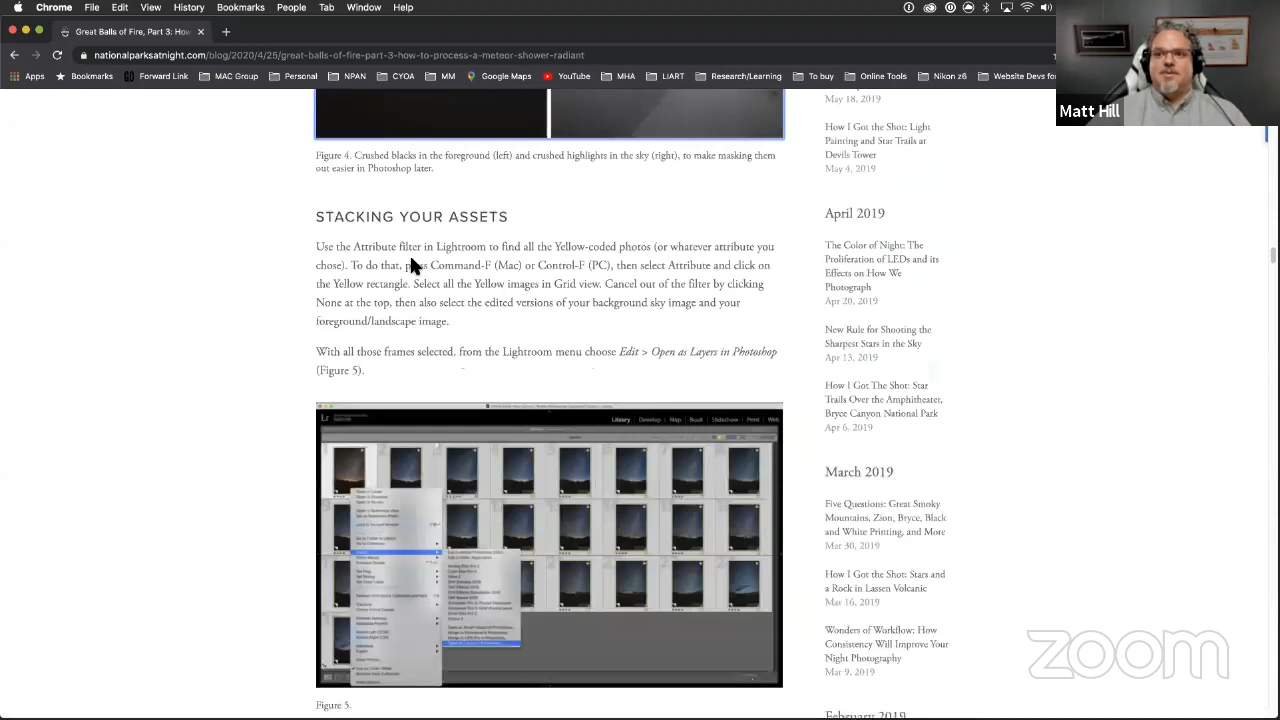 Chrome File Edit View History Bookmarks People Tab Window Help
Great Balls of Fire, Part 3: How
nationalparksatnight.com/blog/2020/4/25/great-balls-of-fire-part-3-how-to-process-a-meteor-shower-radiant
Apps Bookmarks Forward Link MAC Group Personal NPAN CYOA MM Google Maps YouTube MHA LIART Research/Learning To buy Online Tools Nikon z6 Website Devs for
Matt Hill
Figure 4. Crushed blacks in the foreground (left) and crushed highlights in the sky (right), to make masking them
out easier in Photoshop later.
STACKING YOUR ASSETS
Use the Attribute filter in Lightroom to find all the Yellow-coded photos (or whatever attribute you
chose). To do that, press Command-F (Mac) or Control-F (PC), then select Attribute and click on
the Yellow rectangle. Select all the Yellow images in Grid view. Cancel out of the filter by clicking
None at the top, then also select the edited versions of your background sky image and your
foreground/landscape image.
With all those frames selected, from the Lightroom menu choose Edit > Open as Layers in Photoshop
(Figure 5).
Lr
Library Develop Map Book Slideshow Print Web
Figure 5.
May 18, 2019
How I Got the Shot: Light
Painting and Star Trails at
Devils Tower
May 4, 2019
April 2019
The Color of Night: The
Proliferation of LEDs and its
Effects on How We
Photograph
Apr 20, 2019
New Rule for Shooting the
Sharpest Stars in the Sky
Apr 13, 2019
How I Got The Shot: Star
Trails Over the Amphitheater,
Bryce Canyon National Park
Apr 6, 2019
March 2019
Five Questions: Great Smoky
Mountains, Zion, Bryce, Black
and White Printing, and More
Mar 30, 2019
How I Got the Shot: Stars and
a Rock in Lassen Volcanic
Mar 16, 2019
Wonders of Workflow: How
Consistency Will Improve Your
Night Photography
Mar 9, 2019
February 2019
zoom